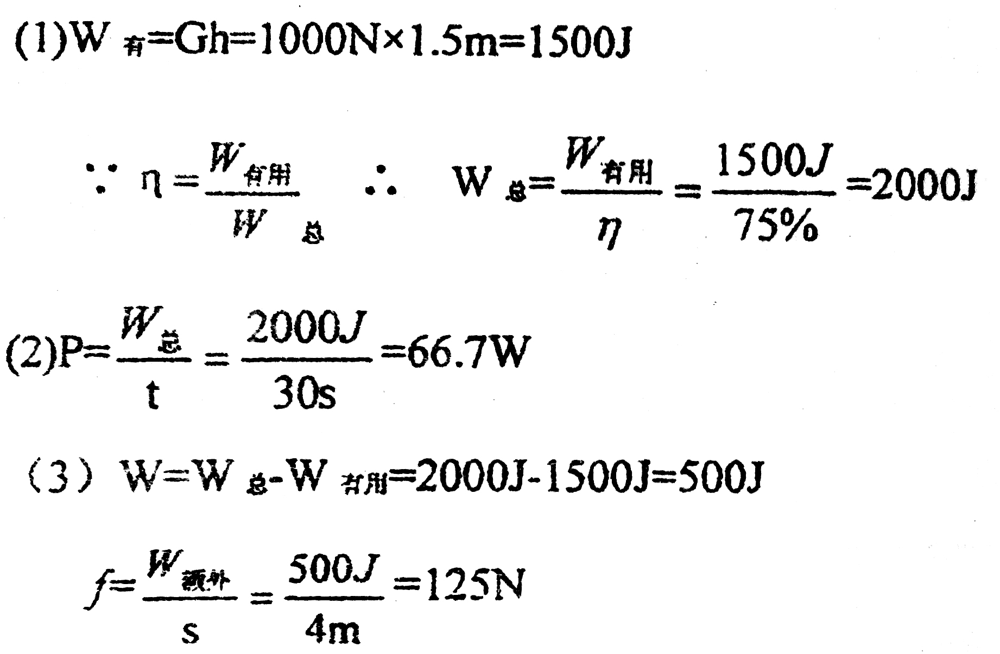 (1)W有=Gh=1000N×1.5m=1500J
∵ η=W有用/W总 ∴ W总=W有用/η=1500J/75%=2000J
(2)P=W总/t=2000J/30s=66.7W
（3）W=W总-W有用=2000J-1500J=500J
f=W额外/s=500J/4m=125N